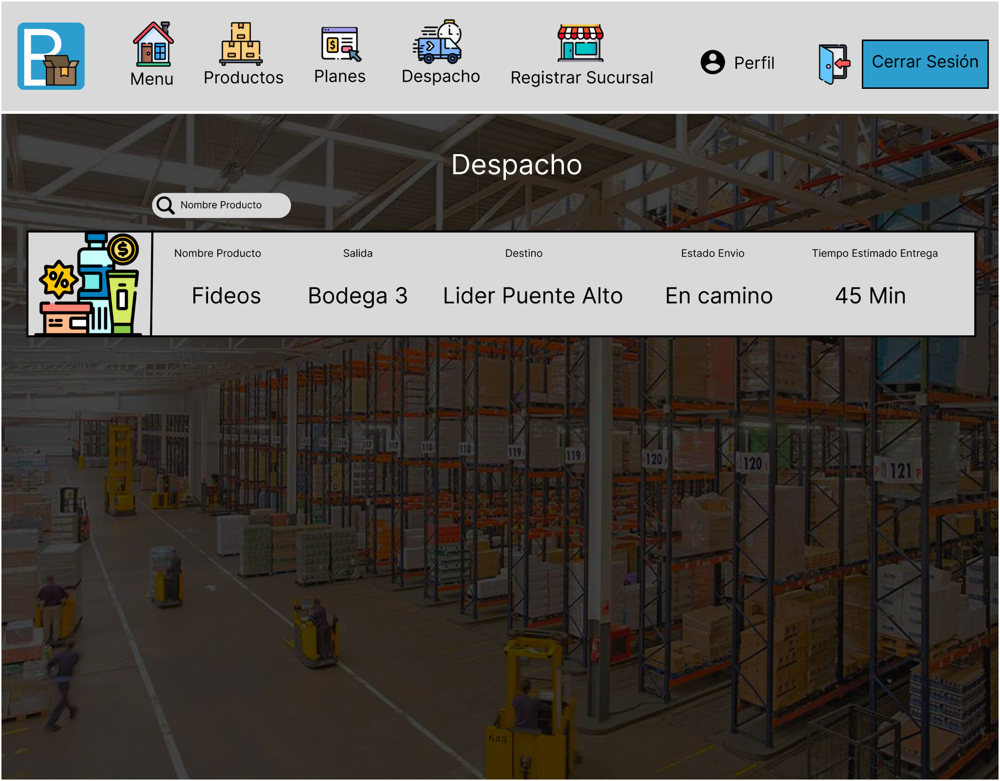 B
Menu
Productos
Planes
Despacho
Registrar Sucursal
Perfil
Cerrar Sesión
Despacho
Nombre Producto
Nombre Producto Salida Destino Estado Envio Tiempo Estimado Entrega
Fideos Bodega 3 Lider Puente Alto En camino 45 Min
116 116 117 117 118 118 119 119 120 120 121 P
683